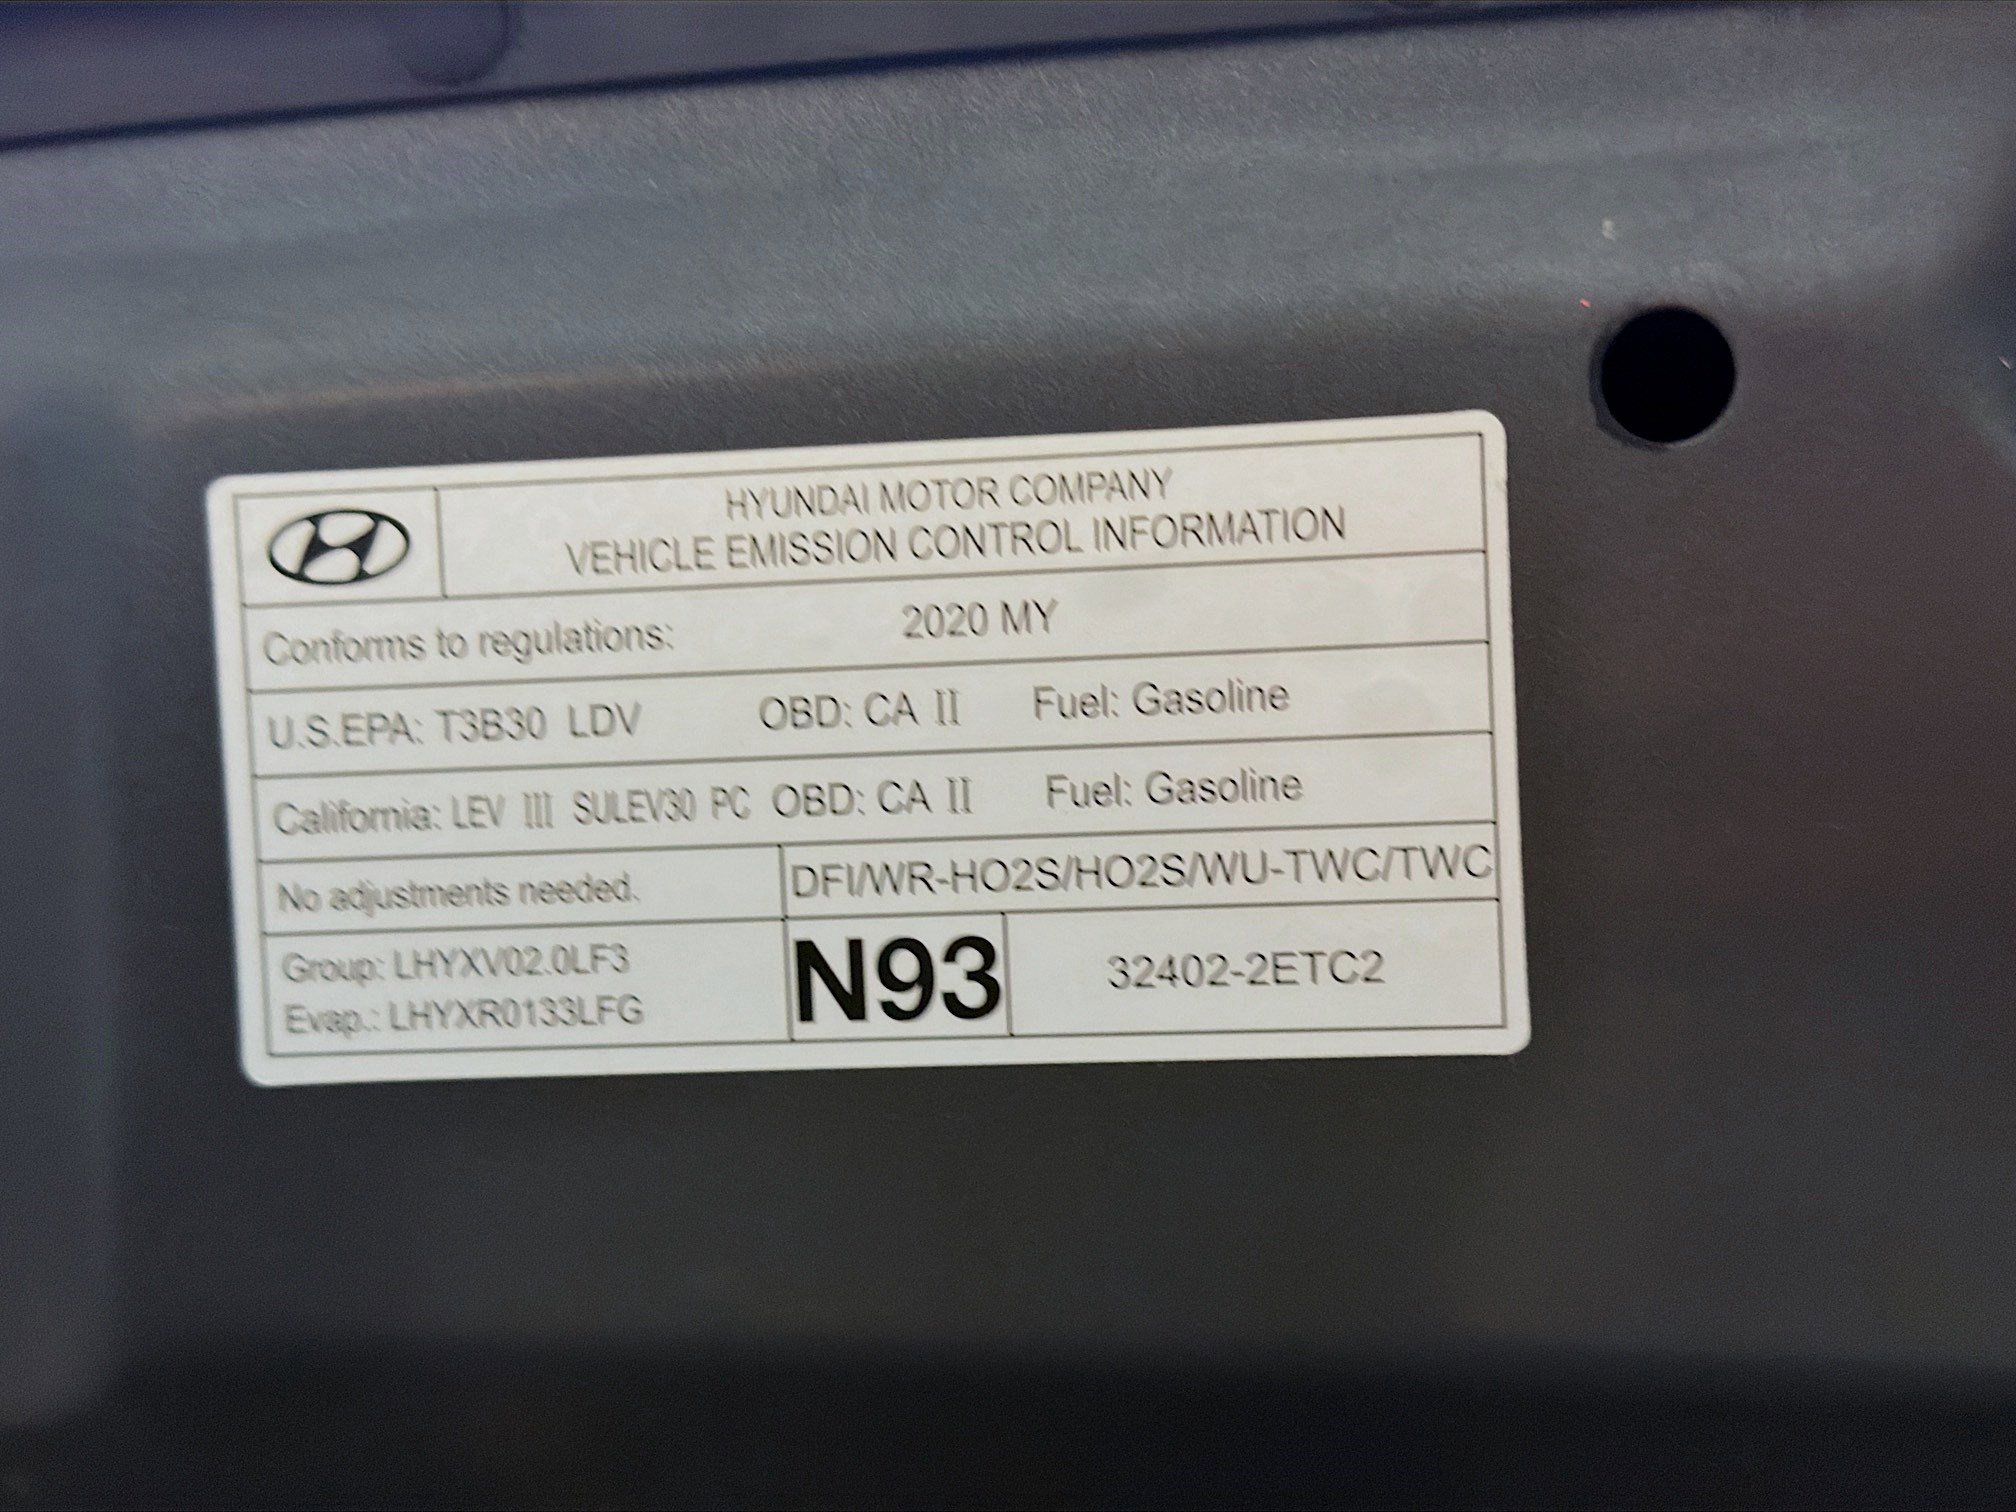 HYUNDAI MOTOR COMPANY
VEHICLE EMISSION CONTROL INFORMATION
Conforms to regulations: 2020 MY
U.S.EPA: T3B30 LDV OBD: CA II Fuel: Gasoline
California: LEV III SULEV30 PC OBD: CA II Fuel: Gasoline
No adjustments needed. DFI/WR-HO2S/HO2S/WU-TWC/TWC
Group: LHYXV02.0LF3
Evap.: LHYXR0133LFG
N93
32402-2ETC2